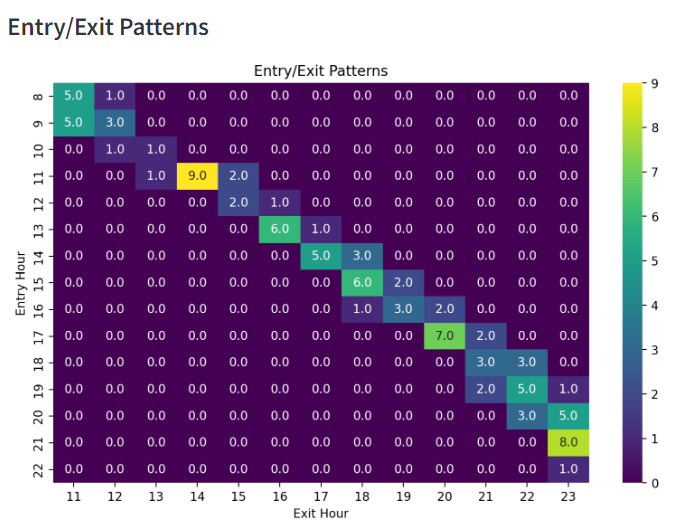 Entry/Exit Patterns
Entry/Exit Patterns
8 5.0 1.0 0.0 0.0 0.0 0.0 0.0 0.0 0.0 0.0 0.0 0.0 0.0
9 5.0 3.0 0.0 0.0 0.0 0.0 0.0 0.0 0.0 0.0 0.0 0.0 0.0
10 0.0 1.0 1.0 0.0 0.0 0.0 0.0 0.0 0.0 0.0 0.0 0.0 0.0
11 0.0 0.0 1.0 9.0 2.0 0.0 0.0 0.0 0.0 0.0 0.0 0.0 0.0
12 0.0 0.0 0.0 0.0 2.0 1.0 0.0 0.0 0.0 0.0 0.0 0.0 0.0
13 0.0 0.0 0.0 0.0 0.0 6.0 1.0 0.0 0.0 0.0 0.0 0.0 0.0
14 0.0 0.0 0.0 0.0 0.0 0.0 5.0 3.0 0.0 0.0 0.0 0.0 0.0
15 0.0 0.0 0.0 0.0 0.0 0.0 0.0 6.0 2.0 0.0 0.0 0.0 0.0
16 0.0 0.0 0.0 0.0 0.0 0.0 0.0 1.0 3.0 2.0 0.0 0.0 0.0
17 0.0 0.0 0.0 0.0 0.0 0.0 0.0 0.0 0.0 7.0 2.0 0.0 0.0
18 0.0 0.0 0.0 0.0 0.0 0.0 0.0 0.0 0.0 0.0 3.0 3.0 0.0
19 0.0 0.0 0.0 0.0 0.0 0.0 0.0 0.0 0.0 0.0 2.0 5.0 1.0
20 0.0 0.0 0.0 0.0 0.0 0.0 0.0 0.0 0.0 0.0 0.0 3.0 5.0
21 0.0 0.0 0.0 0.0 0.0 0.0 0.0 0.0 0.0 0.0 0.0 0.0 8.0
22 0.0 0.0 0.0 0.0 0.0 0.0 0.0 0.0 0.0 0.0 0.0 0.0 1.0
11 12 13 14 15 16 17 18 19 20 21 22 23
Entry Hour
Exit Hour
9
8
7
6
5
4
3
2
1
0